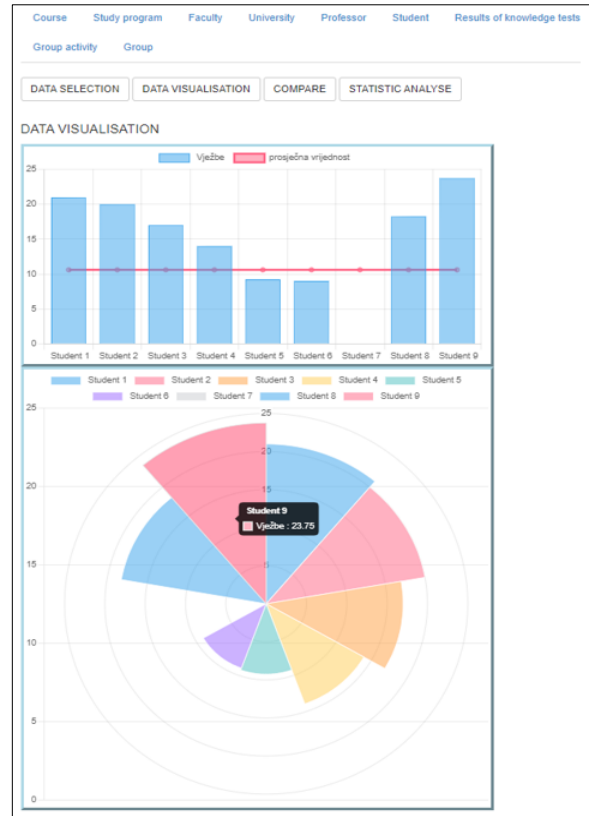 Course Study program Faculty University Professor Student Results of knowledge tests
Group activity Group
DATA SELECTION DATA VISUALISATION COMPARE STATISTIC ANALYSE
DATA VISUALISATION
Vježbe prosječna vrijednost
25
20
15
10
5
0
Student 1 Student 2 Student 3 Student 4 Student 5 Student 6 Student 7 Student 8 Student 9
Student 1 Student 2 Student 3 Student 4 Student 5
Student 6 Student 7 Student 8 Student 9
25
25
20
20
15
15
10
5
0
Student 9
Vježbe : 23.75
5